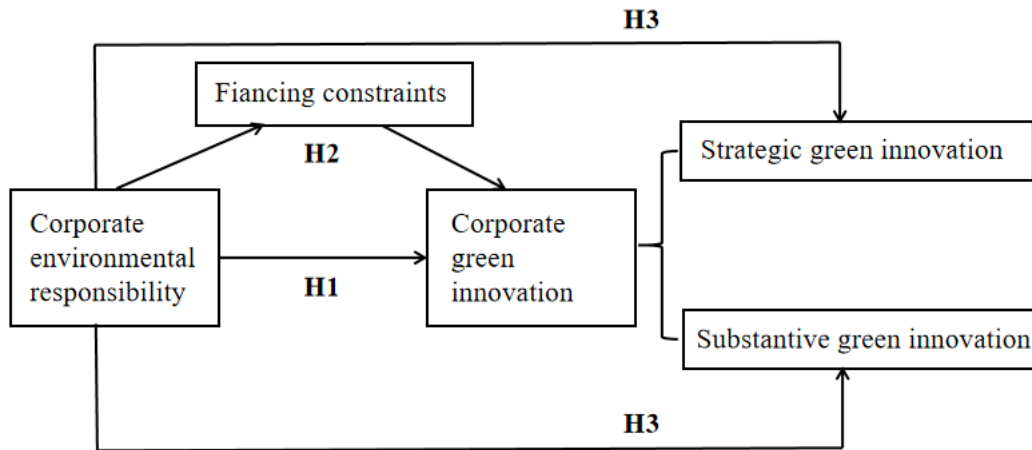 H3
Fiancing constraints
H2
Strategic green innovation
Corporate
environmental
responsibility
H1
Corporate
green
innovation
Substantive green innovation
H3